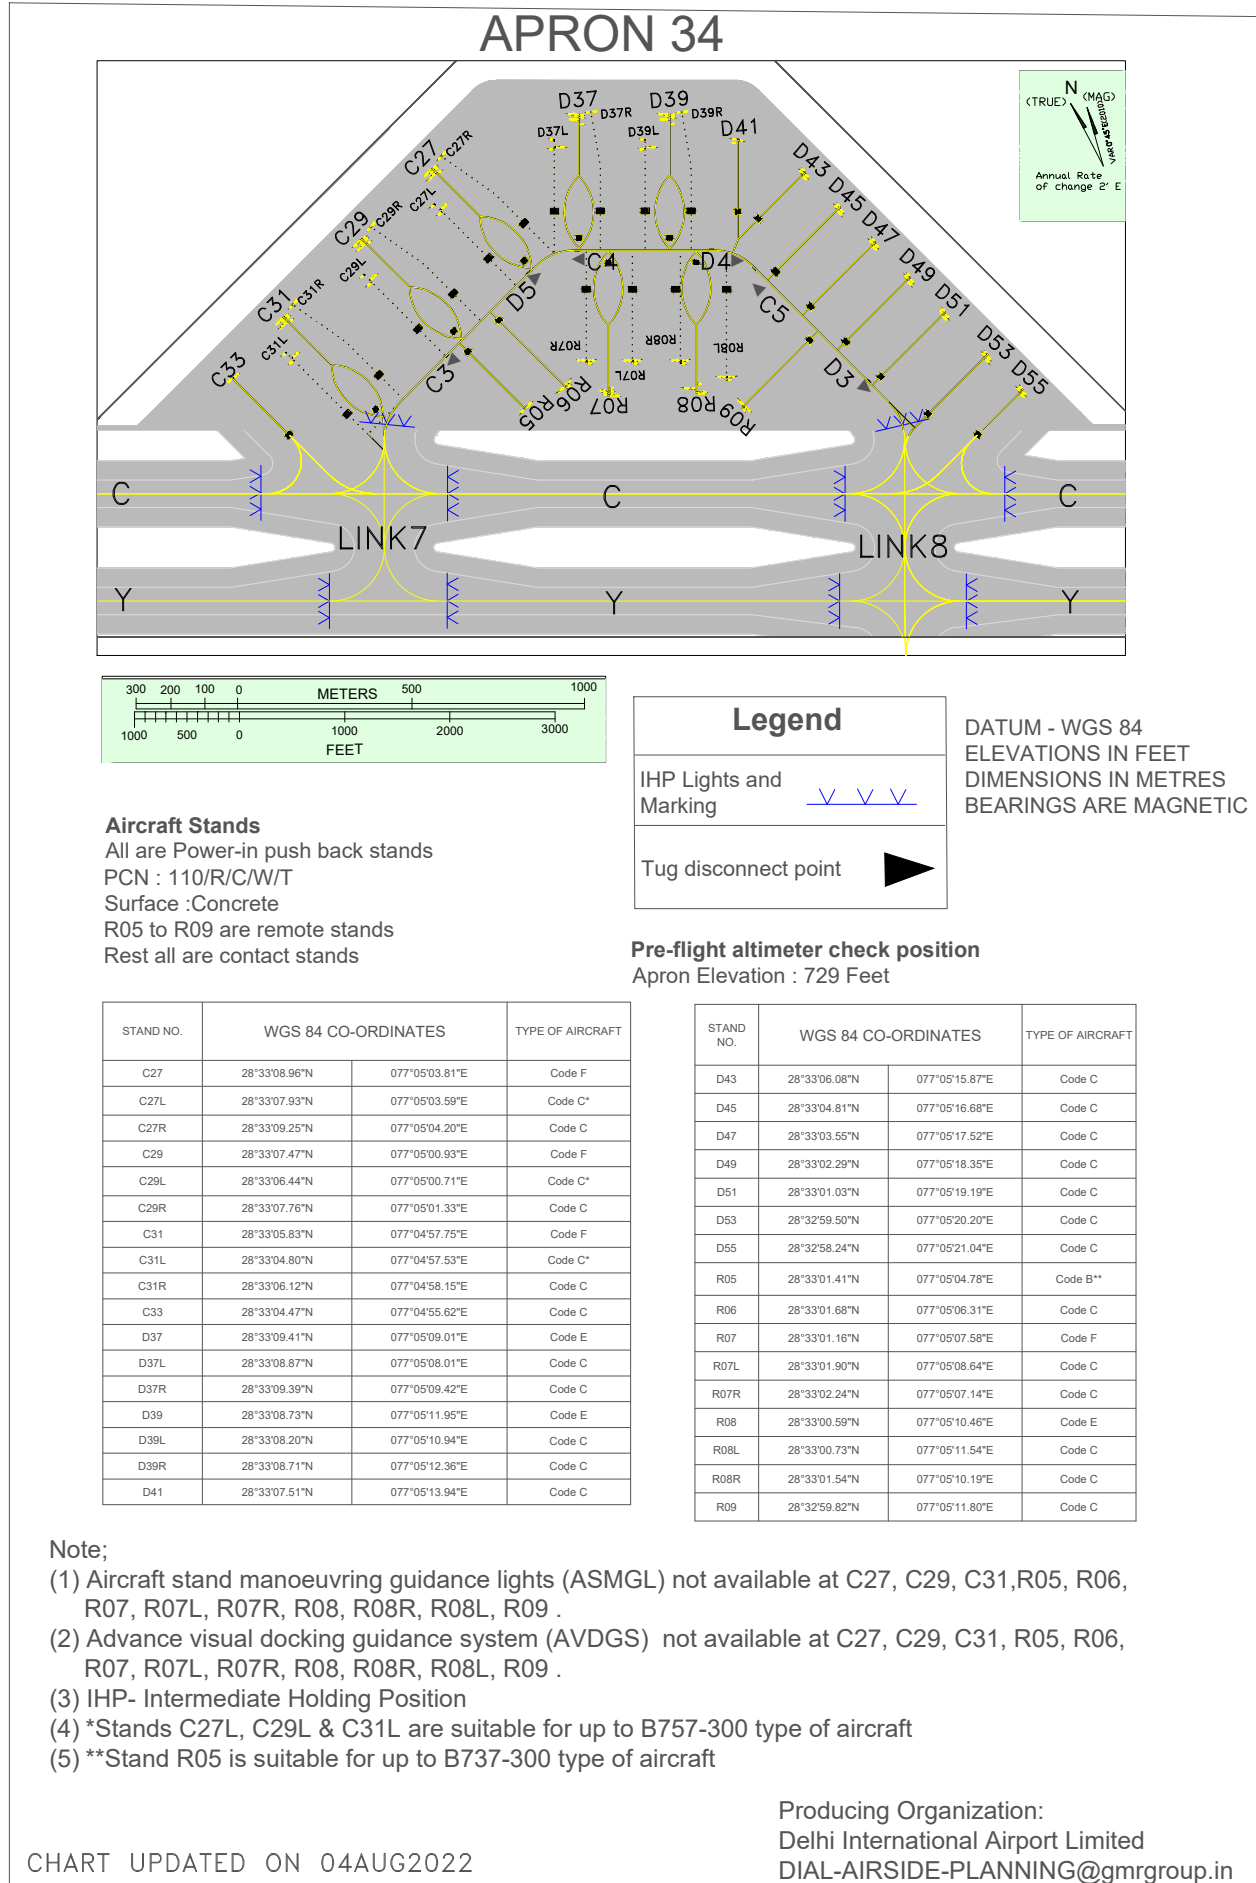 APRON 34
N
(TRUE)
(MAG)
VAR0°45'E(2010)
Annual Rate
of change 2' E
D37
D37R
D37L
D39
D39R
D39L
D41
D43
D45
D47
D49
D51
D53
D55
C27
C27R
C27L
C29
C29R
C29L
C31
C31R
C31L
C33
C4
D4
D5
C5
C3
D3
R07R
R07L
R08R
R08L
R05
R06
R07
R08
R09
C
C
C
LINK7
LINK8
Y
Y
Y
300 200 100 0 METERS 500 1000
1000 500 0 1000 2000 3000
FEET
Legend
IHP Lights and
Marking
Tug disconnect point
DATUM - WGS 84
ELEVATIONS IN FEET
DIMENSIONS IN METRES
BEARINGS ARE MAGNETIC
Aircraft Stands
All are Power-in push back stands
PCN : 110/R/C/W/T
Surface :Concrete
R05 to R09 are remote stands
Rest all are contact stands
Pre-flight altimeter check position
Apron Elevation : 729 Feet
STAND NO. WGS 84 CO-ORDINATES TYPE OF AIRCRAFT
C27 28°33'08.96"N 077°05'03.81"E Code F
C27L 28°33'07.93"N 077°05'03.59"E Code C*
C27R 28°33'09.25"N 077°05'04.20"E Code C
C29 28°33'07.47"N 077°05'00.93"E Code F
C29L 28°33'06.44"N 077°05'00.71"E Code C*
C29R 28°33'07.76"N 077°05'01.33"E Code C
C31 28°33'05.83"N 077°04'57.75"E Code F
C31L 28°33'04.80"N 077°04'57.53"E Code C*
C31R 28°33'06.12"N 077°04'58.15"E Code C
C33 28°33'04.47"N 077°04'55.62"E Code C
D37 28°33'09.41"N 077°05'09.01"E Code E
D37L 28°33'08.87"N 077°05'08.01"E Code C
D37R 28°33'09.39"N 077°05'09.42"E Code C
D39 28°33'08.73"N 077°05'11.95"E Code E
D39L 28°33'08.20"N 077°05'10.94"E Code C
D39R 28°33'08.71"N 077°05'12.36"E Code C
D41 28°33'07.51"N 077°05'13.94"E Code C
STAND
NO.
WGS 84 CO-ORDINATES TYPE OF AIRCRAFT
D43 28°33'06.08"N 077°05'15.87"E Code C
D45 28°33'04.81"N 077°05'16.68"E Code C
D47 28°33'03.55"N 077°05'17.52"E Code C
D49 28°33'02.29"N 077°05'18.35"E Code C
D51 28°33'01.03"N 077°05'19.19"E Code C
D53 28°32'59.50"N 077°05'20.20"E Code C
D55 28°32'58.24"N 077°05'21.04"E Code C
R05 28°33'01.41"N 077°05'04.78"E Code B**
R06 28°33'01.68"N 077°05'06.31"E Code C
R07 28°33'01.16"N 077°05'07.58"E Code F
R07L 28°33'01.90"N 077°05'08.64"E Code C
R07R 28°33'02.24"N 077°05'07.14"E Code C
R08 28°33'00.59"N 077°05'10.46"E Code E
R08L 28°33'00.73"N 077°05'11.54"E Code C
R08R 28°33'01.54"N 077°05'10.19"E Code C
R09 28°32'59.82"N 077°05'11.80"E Code C
Note;
(1) Aircraft stand manoeuvring guidance lights (ASMGL) not available at C27, C29, C31,R05, R06,
R07, R07L, R07R, R08, R08R, R08L, R09 .
(2) Advance visual docking guidance system (AVDGS) not available at C27, C29, C31, R05, R06,
R07, R07L, R07R, R08, R08R, R08L, R09 .
(3) IHP- Intermediate Holding Position
(4) *Stands C27L, C29L & C31L are suitable for up to B757-300 type of aircraft
(5) **Stand R05 is suitable for up to B737-300 type of aircraft
Producing Organization:
Delhi International Airport Limited
DIAL-AIRSIDE-PLANNING@gmrgroup.in
CHART UPDATED ON 04AUG2022